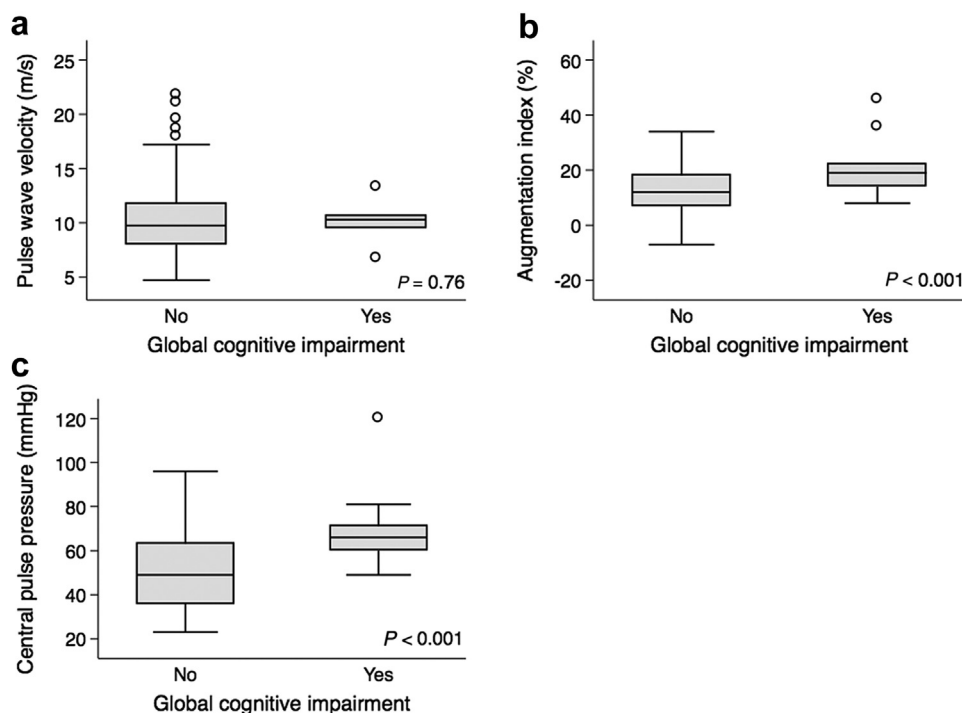 a
Pulse wave velocity (m/s)
25
20
15
10
5
P = 0.76
No Yes
Global cognitive impairment
b
Augmentation index (%)
60
40
20
0
-20
P < 0.001
No Yes
Global cognitive impairment
c
Central pulse pressure (mmHg)
120
100
80
60
40
20
P < 0.001
No Yes
Global cognitive impairment